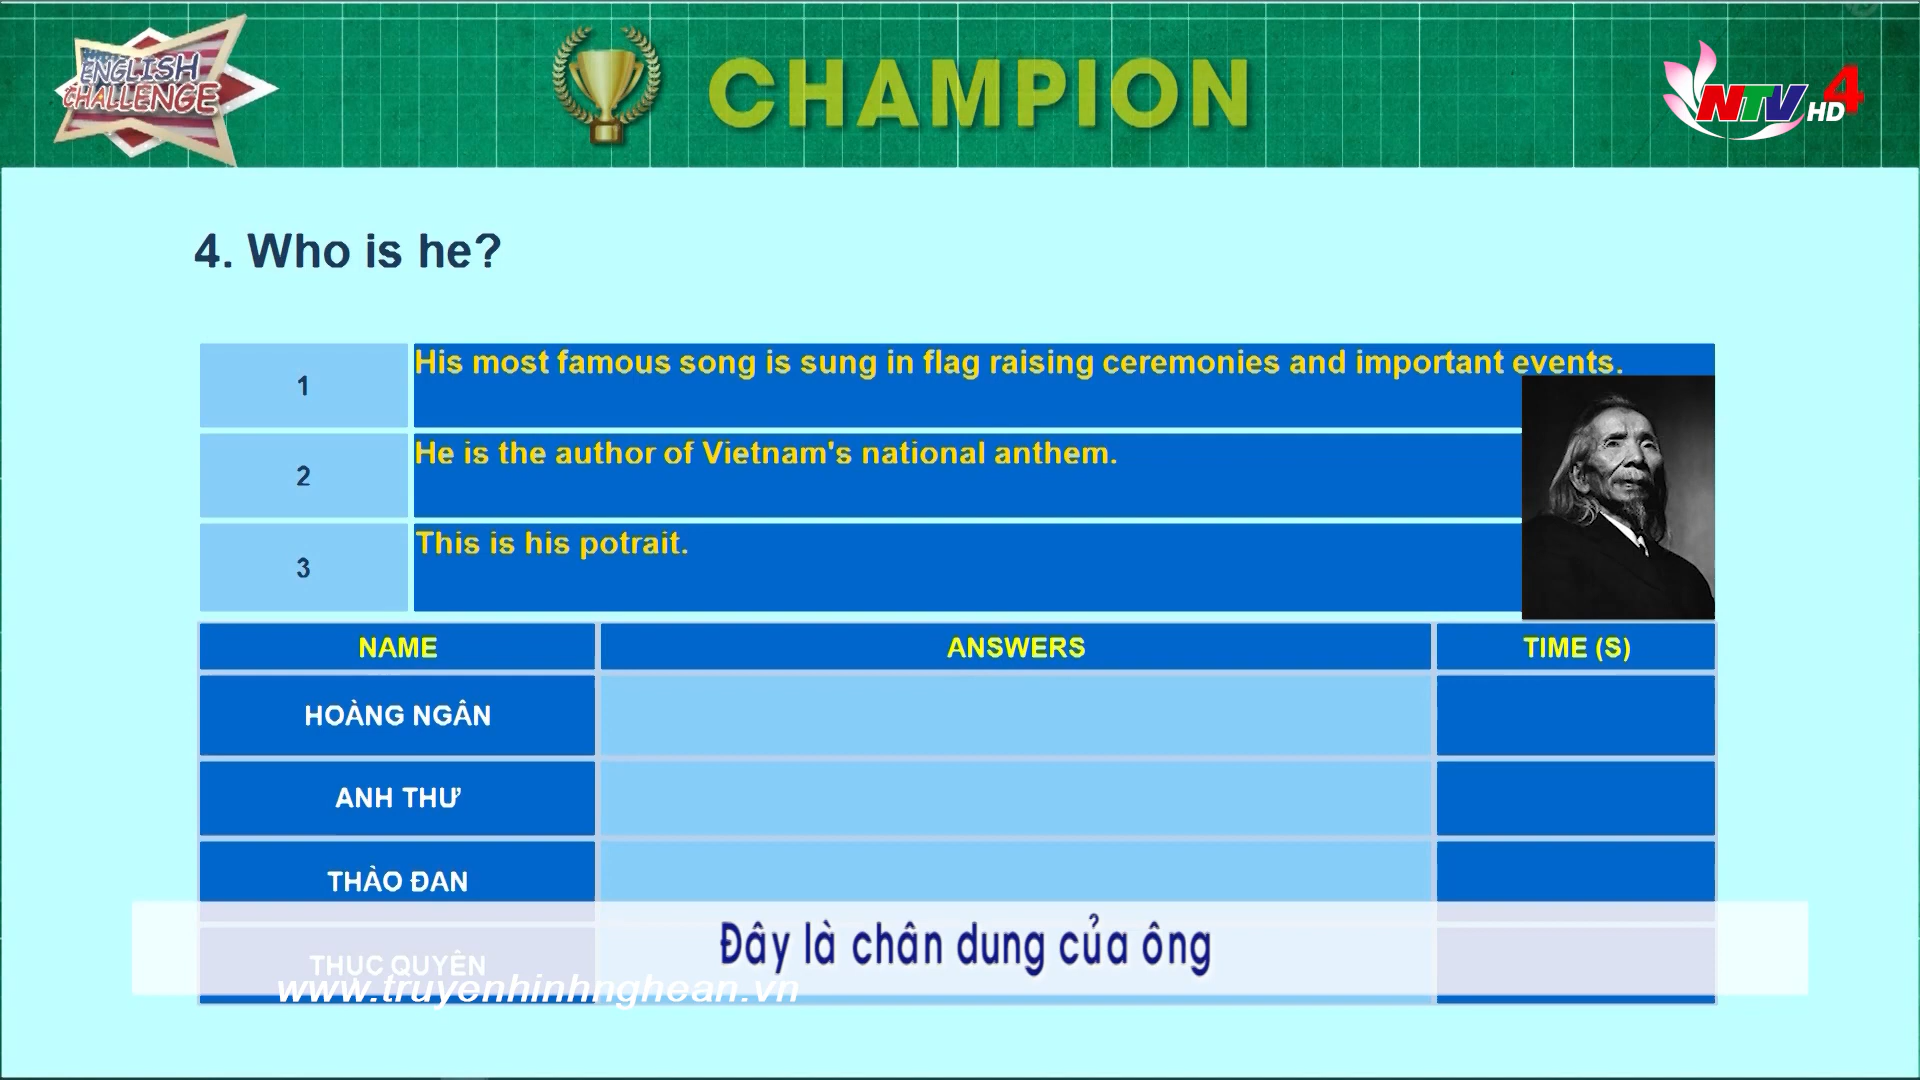 ENGLISH
CHALLENGE
CHAMPION
NTV4
HD
4. Who is he?
1
His most famous song is sung in flag raising ceremonies and important events.
2
He is the author of Vietnam's national anthem.
3
This is his potrait.
NAME
ANSWERS
TIME (S)
HOÀNG NGÂN
ANH THƯ
THẢO ĐAN
THỤC QUYÊN
Đây là chân dung của ông
www.truyenhinhnghean.vn